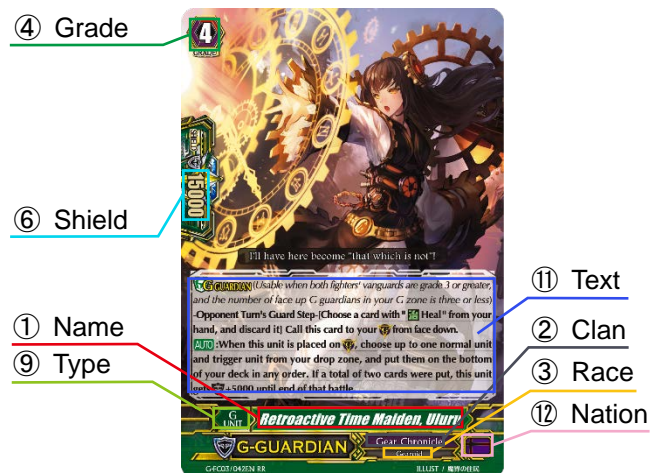 ④ Grade
4
GRADE
⑥ Shield
SHIELD
15000
I'll have here become "that which is not"!
⑪ Text
G GUARDIAN (Usable when both fighters' vanguards are grade 3 or greater,
and the number of face up G guardians in your G zone is three or less)
-Opponent Turn's Guard Step-[Choose a card with " Heal" from your
hand, and discard it] Call this card to your from face down.
AUTO :When this unit is placed on , choose up to one normal unit
and trigger unit from your drop zone, and put them on the bottom
of your deck in any order. If a total of two cards were put, this unit
gets +5000 until end of that battle.
① Name
② Clan
⑨ Type
③ Race
⑫ Nation
G
UNIT
Retroactive Time Maiden, Ulurr
G-GUARDIAN
Gear Chronicle
Gearoid
G-FC03/042EN RR
ILLUST / 魔界の住民